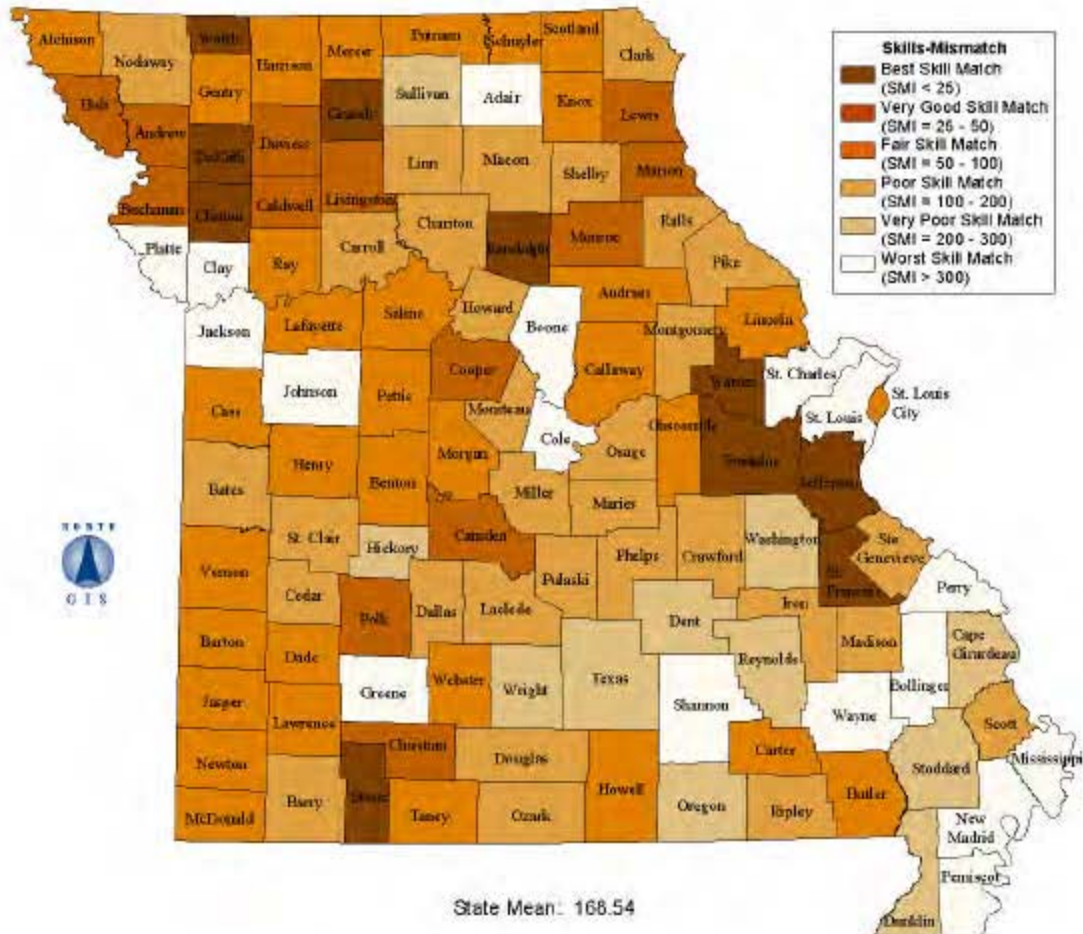 Skills-Mismatch
Best Skill Match
(SMI < 25)
Very Good Skill Match
(SMI = 25 - 50)
Fair Skill Match
(SMI = 50 - 100)
Poor Skill Match
(SMI = 100 - 200)
Very Poor Skill Match
(SMI = 200 - 300)
Worst Skill Match
(SMI > 300)
Atchison
Nodaway
Worth
Harrison
Mercer
Putnam
Schuyler
Scotland
Clark
Holt
Gentry
Grundy
Sullivan
Adair
Knox
Lewis
Andrew
DeKalb
Daviess
Linn
Macon
Shelby
Marion
Buchanan
Clinton
Caldwell
Livingston
Chariton
Randolph
Monroe
Ralls
Pike
Platte
Clay
Ray
Carroll
Saline
Howard
Boone
Audrain
Montgomery
Lincoln
Jackson
Lafayette
Cooper
Callaway
Warren
St. Charles
St. Louis
City
Johnson
Pettis
Moniteau
Cole
Osage
Gasconade
St. Louis
Cass
Henry
Benton
Morgan
Miller
Maries
Franklin
Jefferson
Bates
St. Clair
Hickory
Camden
Pulaski
Phelps
Crawford
Washington
Ste
Genevieve
NORTH
GIS
Vernon
Cedar
Polk
Dallas
Laclede
Dent
Iron
St.
Francois
Perry
Barton
Dade
Greene
Webster
Wright
Texas
Shannon
Reynolds
Madison
Bollinger
Cape
Girardeau
Jasper
Lawrence
Christian
Douglas
Howell
Carter
Wayne
Scott
Mississippi
Newton
Barry
Stone
Taney
Ozark
Oregon
Ripley
Butler
Stoddard
New
Madrid
McDonald
Pemiscot
Dunklin
State Mean: 168.54